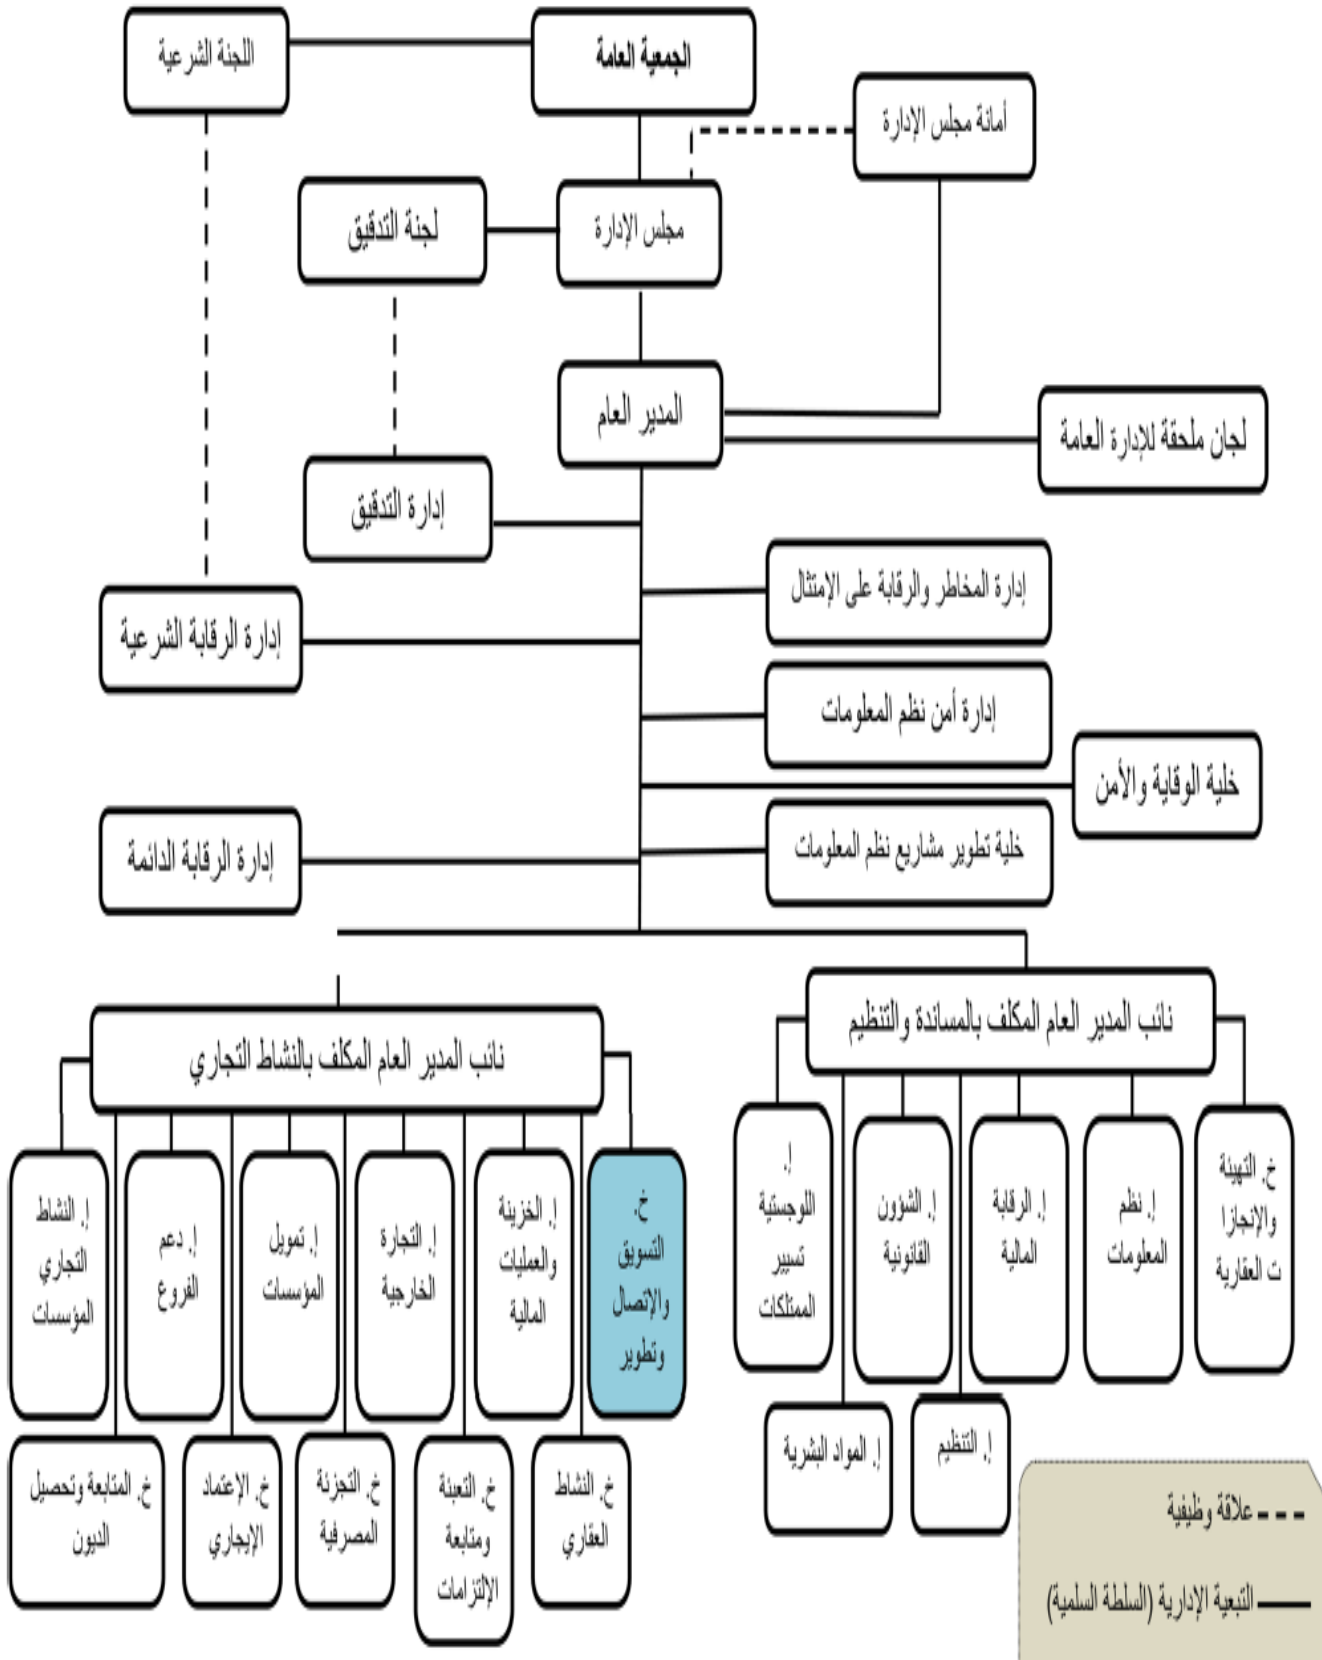 اللجنة الشرعية
الجمعية العامة
أمانة مجلس الإدارة
لجنة التدقيق
مجلس الإدارة
المدير العام
لجان ملحقة للإدارة العامة
إدارة التدقيق
إدارة المخاطر والرقابة على الإمتثال
إدارة الرقابة الشرعية
إدارة أمن نظم المعلومات
خلية الوقاية والأمن
خلية تطوير مشاريع نظم المعلومات
إدارة الرقابة الدائمة
نائب المدير العام المكلف بالمساندة والتنظيم
خ. التهيئة
والإنجازا
ت العقارية
إ. نظم
المعلومات
إ. الرقابة
المالية
إ. الشؤون
القانونية
إ.
اللوجستية
تسيير
الممتلكات
إ. التنظيم
إ. المواد البشرية
نائب المدير العام المكلف بالنشاط التجاري
خ.
التسويق
والإتصال
وتطوير
إ. الخزينة
والعمليات
المالية
إ. التجارة
الخارجية
إ. تمويل
المؤسسات
إ. دعم
الفروع
إ. النشاط
التجاري
المؤسسات
خ. النشاط
العقاري
خ. التعبئة
ومتابعة
الإلتزامات
خ. التجزئة
المصرفية
خ. الإعتماد
الإيجاري
خ. المتابعة وتحصيل
الديون
علاقة وظيفية
التبعية الإدارية (السلطة السلمية)